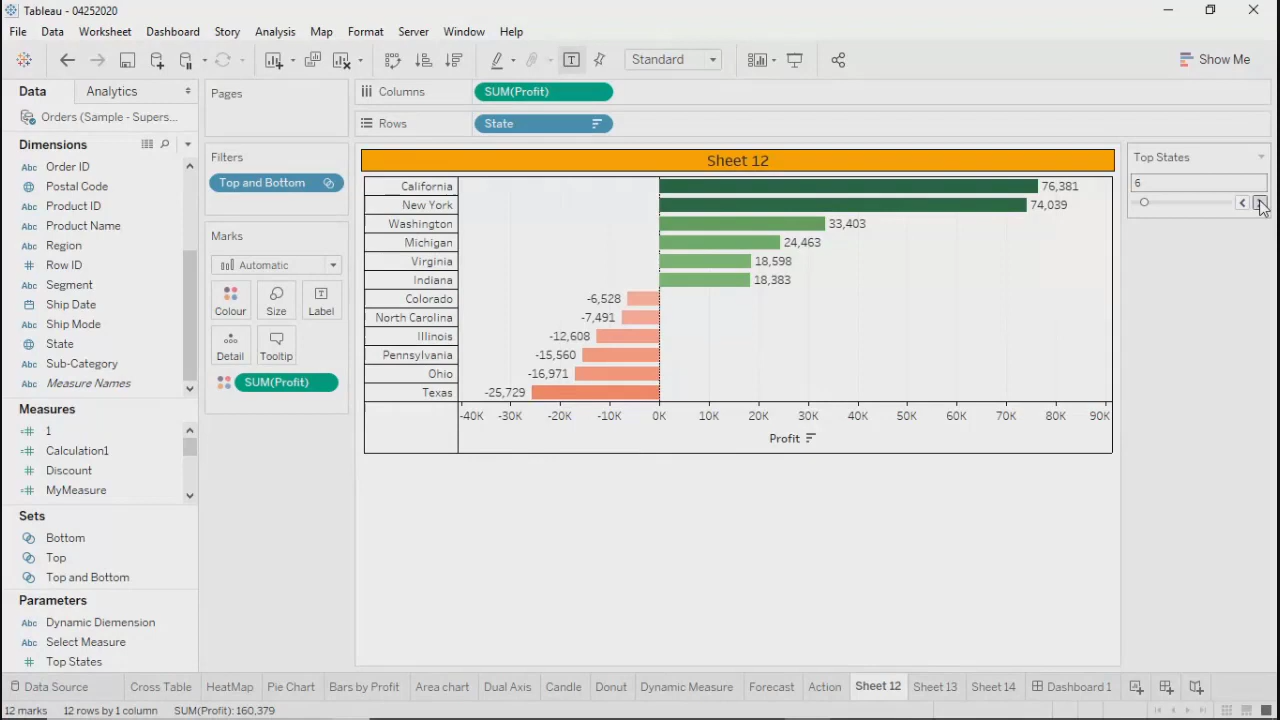 Tableau - 04252020
File Data Worksheet Dashboard Story Analysis Map Format Server Window Help
Standard
Show Me
Data Analytics
Orders (Sample - Supers...
Dimensions
Order ID
Postal Code
Product ID
Product Name
Region
Row ID
Segment
Ship Date
Ship Mode
State
Sub-Category
Measure Names
Measures
1
Calculation1
Discount
MyMeasure
Sets
Bottom
Top
Top and Bottom
Parameters
Dynamic Diemension
Select Measure
Top States
Pages
Filters
Top and Bottom
Marks
Automatic
Colour Size Label
Detail Tooltip
SUM(Profit)
Columns SUM(Profit)
Rows State
Sheet 12
California 76,381
New York 74,039
Washington 33,403
Michigan 24,463
Virginia 18,598
Indiana 18,383
Colorado -6,528
North Carolina -7,491
Illinois -12,608
Pennsylvania -15,560
Ohio -16,971
Texas -25,729
-40K -30K -20K -10K 0K 10K 20K 30K 40K 50K 60K 70K 80K 90K
Profit
Top States
6
Data Source Cross Table HeatMap Pie Chart Bars by Profit Area chart Dual Axis Candle Donut Dynamic Measure Forecast Action Sheet 12 Sheet 13 Sheet 14 Dashboard 1
12 marks 12 rows by 1 column SUM(Profit): 160,379